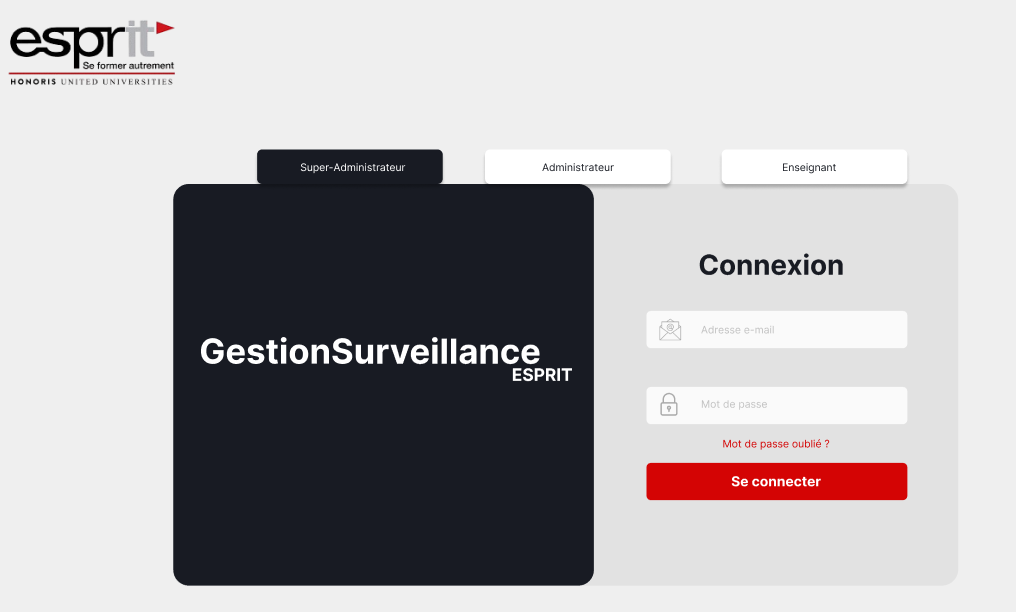 esprit
Se former autrement
HONORIS UNITED UNIVERSITIES
Super-Administrateur
Administrateur
Enseignant
GestionSurveillance
ESPRIT
Connexion
Adresse e-mail
Mot de passe
Mot de passe oublié ?
Se connecter